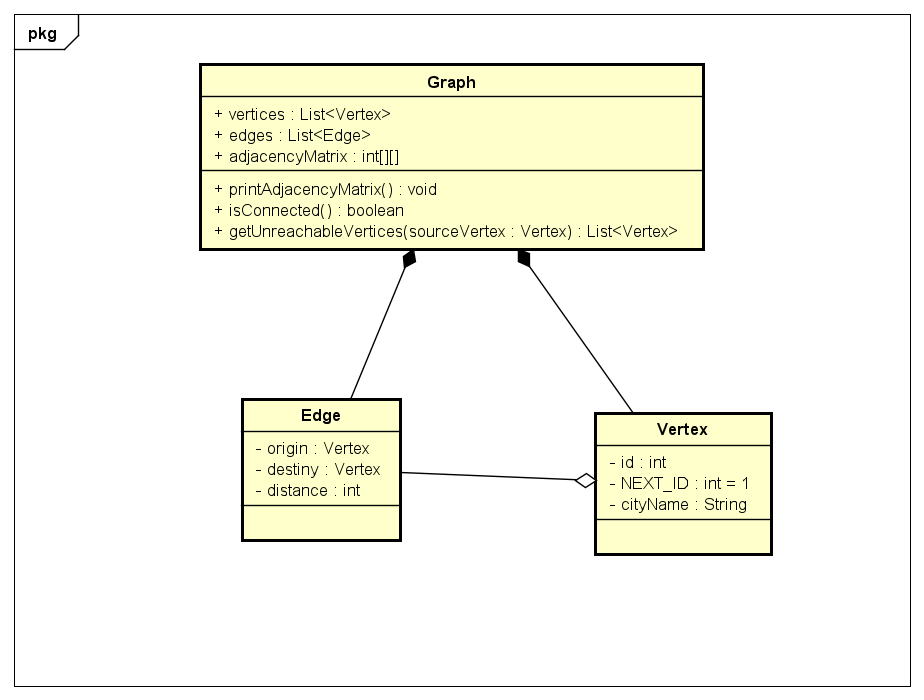 pkg
Graph
+ vertices : List<Vertex>
+ edges : List<Edge>
+ adjacencyMatrix : int[][]
+ printAdjacencyMatrix() : void
+ isConnected() : boolean
+ getUnreachableVertices(sourceVertex : Vertex) : List<Vertex>
Edge
- origin : Vertex
- destiny : Vertex
- distance : int
Vertex
- id : int
- NEXT_ID : int = 1
- cityName : String